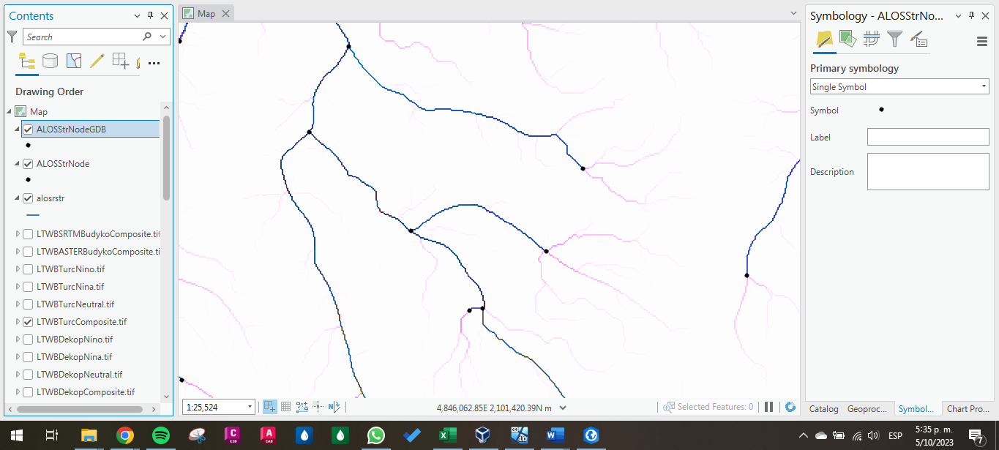 Contents
Search
Drawing Order
Map
ALOSStrNodeGDB
ALOSStrNode
alosrstr
LTWBSRTMBudykoComposite.tif
LTWBASTERBudykoComposite.ti
LTWBTurcNino.tif
LTWBTurcNina.tif
LTWBTurcNeutral.tif
LTWBTurcComposite.tif
LTWBDekopNino.tif
LTWBDekopNina.tif
LTWBDekopNeutral.tif
LTWBDekopComposite.tif
Map
1:25,524
4,846,062.85E 2,101,420.39N m
Selected Features: 0
Symbology - ALOSStrNo...
Primary symbology
Single Symbol
Symbol
Label
Description
Catalog Geoproc... Symbol... Chart Pro...
ESP
5:35 p. m.
5/10/2023
7